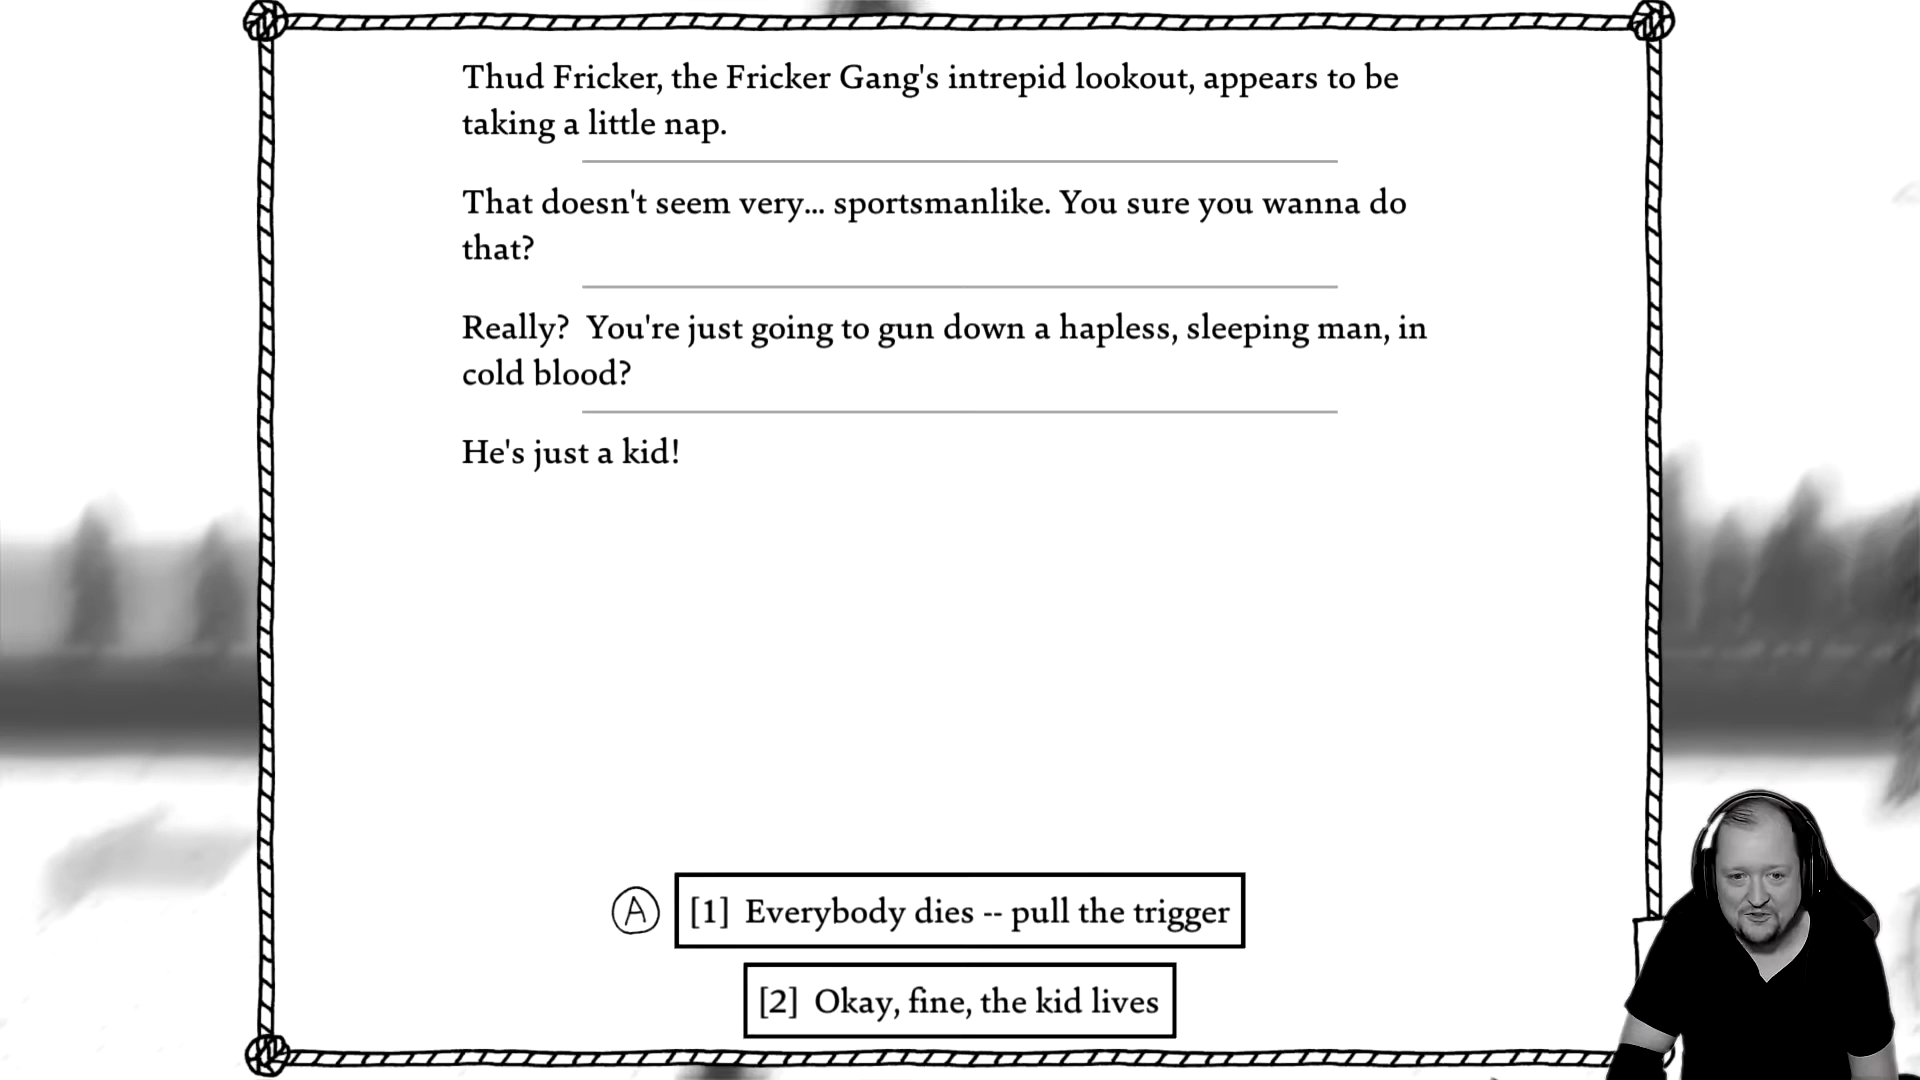 Thud Fricker, the Fricker Gang's intrepid lookout, appears to be
taking a little nap.
That doesn't seem very... sportsmanlike. You sure you wanna do
that?
Really?  You're just going to gun down a hapless, sleeping man, in
cold blood?
He's just a kid!
A [1] Everybody dies -- pull the trigger
[2] Okay, fine, the kid lives